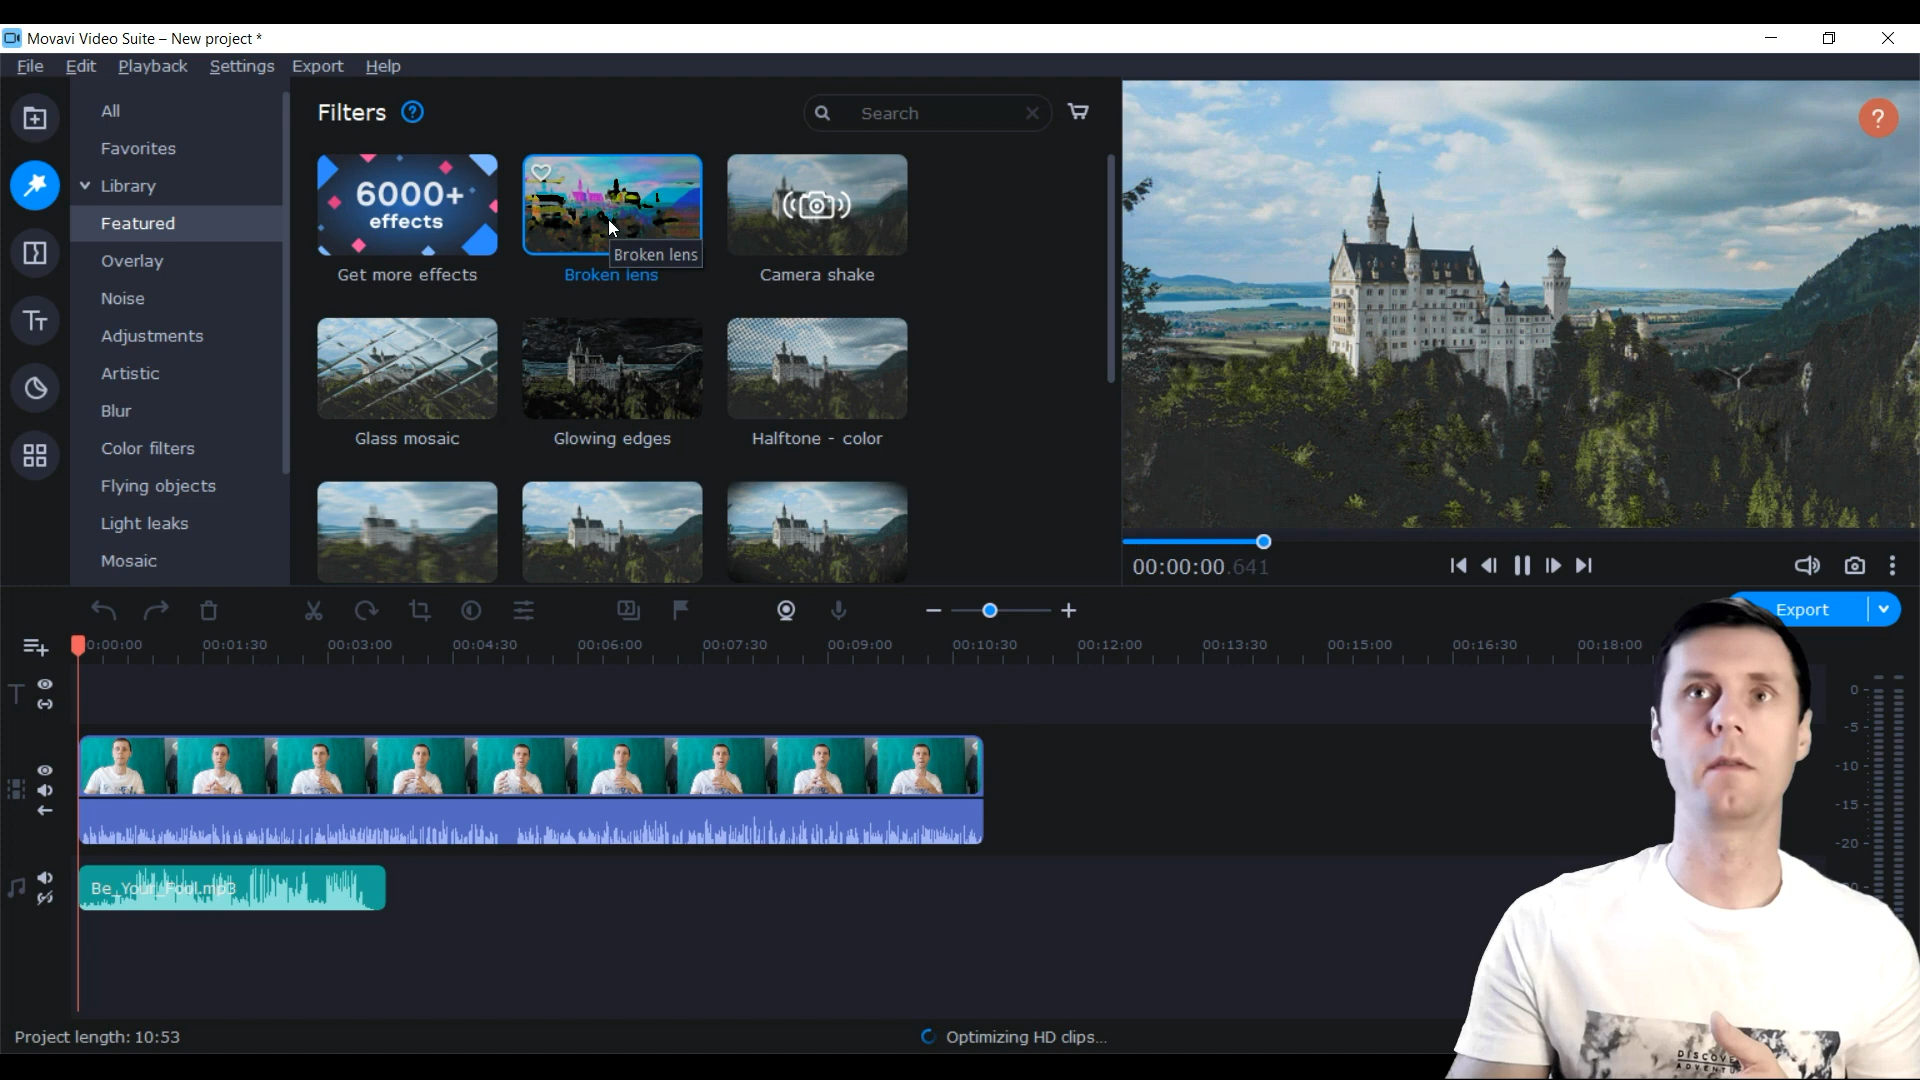 Movavi Video Suite – New project *
File Edit Playback Settings Export Help
All
Favorites
Library
Featured
Overlay
Noise
Adjustments
Artistic
Blur
Color filters
Flying objects
Light leaks
Mosaic
Filters ?
Search
6000+
effects
Get more effects
Broken lens
Broken lens
Camera shake
Glass mosaic
Glowing edges
Halftone - color
?
00:00:00.641
Export
0:00:00 00:01:30 00:03:00 00:04:30 00:06:00 00:07:30 00:09:00 00:10:30 00:12:00 00:13:30 00:15:00 00:16:30 00:18:00
0
-5
-10
-15
-20
Be_Your_Fool.mp3
Project length: 10:53
Optimizing HD clips...
DISCOVE
ADVENTU